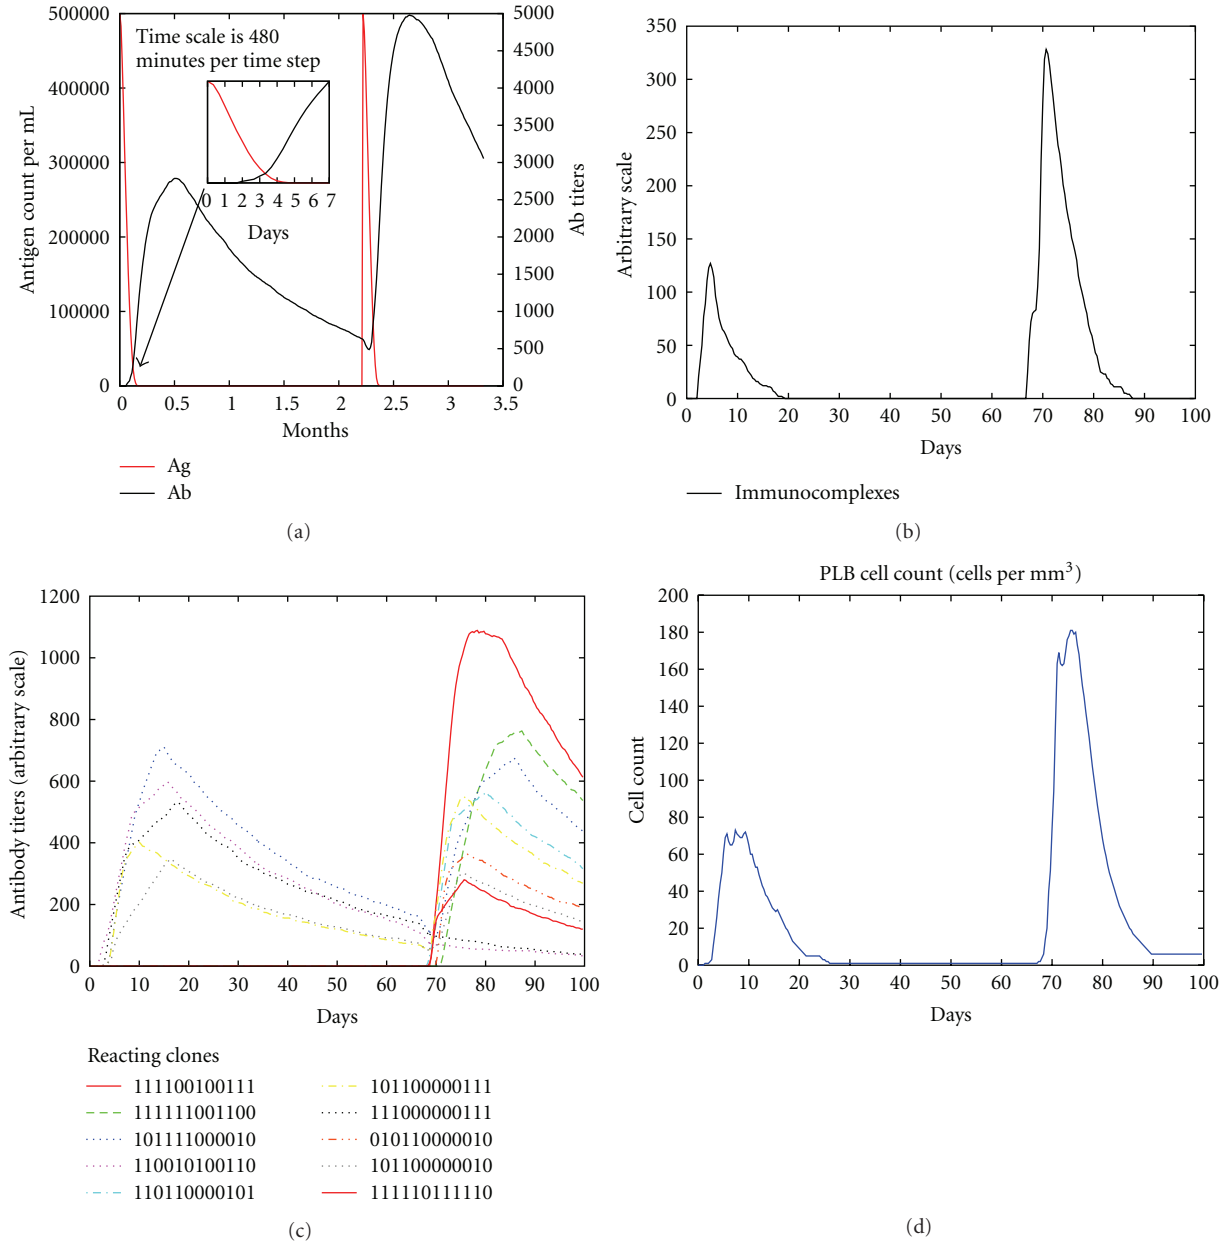 Time scale is 480
minutes per time step
500000
400000
300000
200000
100000
0
Antigen count per mL
5000
4500
4000
3500
3000
2500
2000
1500
1000
500
0
Ab titers
0 1 2 3 4 5 6 7
Days
0 0.5 1 1.5 2 2.5 3 3.5
Months
Ag
Ab
(a)
350
300
250
200
150
100
50
0
Arbitrary scale
0 10 20 30 40 50 60 70 80 90 100
Days
Immunocomplexes
(b)
1200
1000
800
600
400
200
0
Antibody titers (arbitrary scale)
0 10 20 30 40 50 60 70 80 90 100
Days
Reacting clones
111100100111
111111001100
101111000010
110010100110
110110000101
101100000111
111000000111
010110000010
101100000010
111110111110
(c)
PLB cell count (cells per mm³)
200
180
160
140
120
100
80
60
40
20
0
Cell count
0 10 20 30 40 50 60 70 80 90 100
Days
(d)